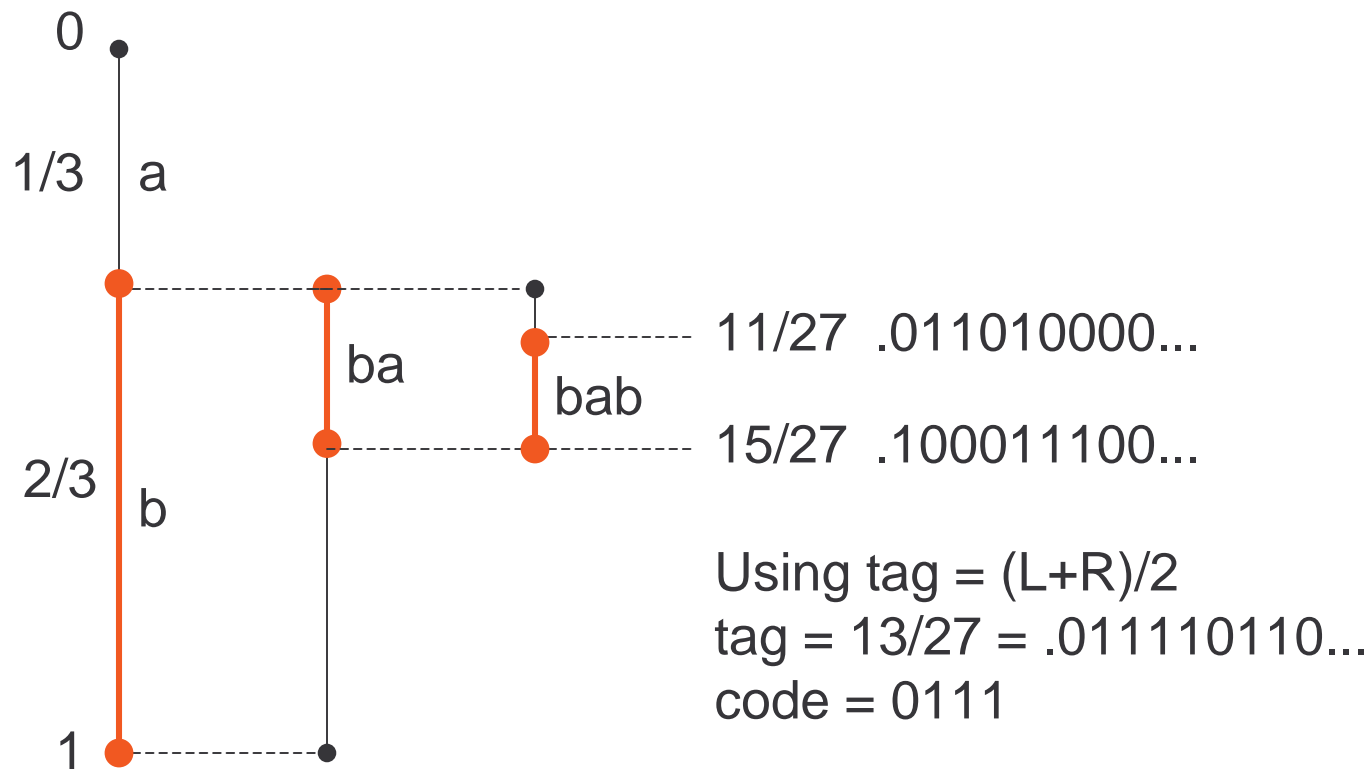 0
1/3 a
ba
bab
11/27 .011010000...
15/27 .100011100...
2/3
b
Using tag = (L+R)/2
tag = 13/27 = .011110110...
code = 0111
1